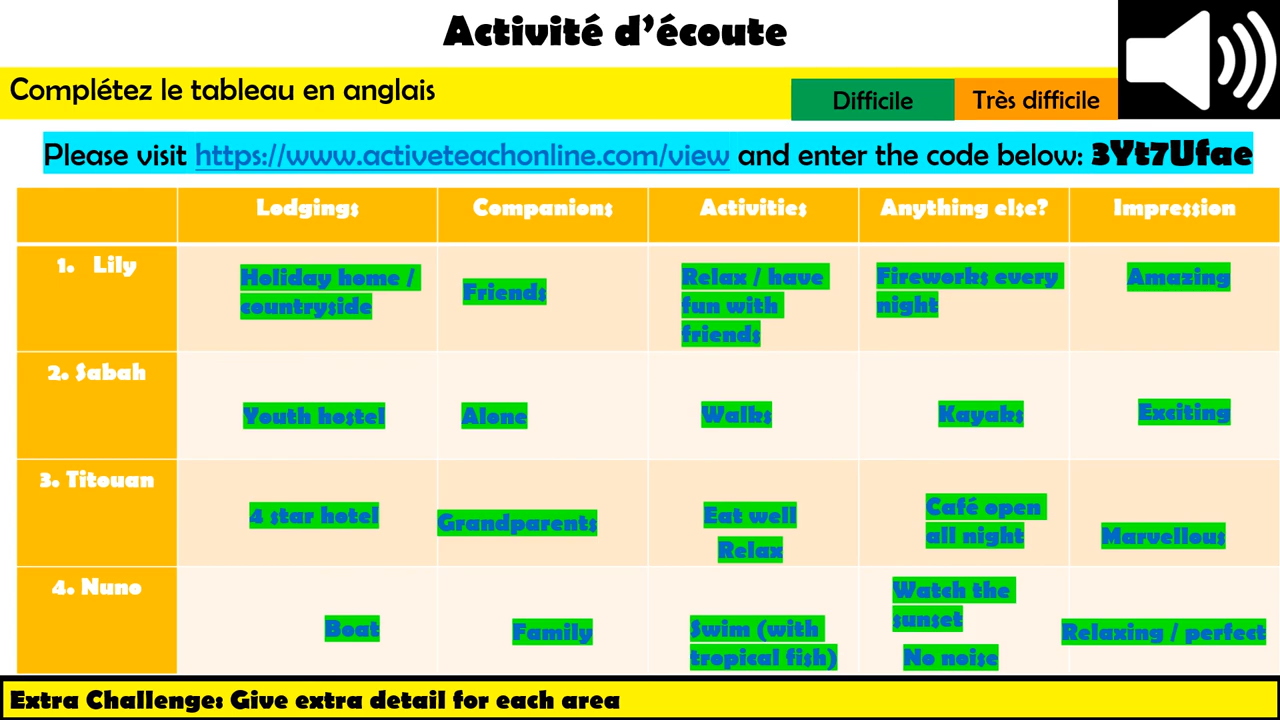 Activité d'écoute
Complétez le tableau en anglais
Difficile
Très difficile
Please visit https://www.activeteachonline.com/view and enter the code below: 3Yt7Ufae
Lodgings
Companions
Activities
Anything else?
Impression
1. Lily
Holiday home /
countryside
Friends
Relax / have
fun with
friends
Fireworks every
night
Amazing
2. Sabah
Youth hostel
Alone
Walks
Kayaks
Exciting
3. Titouan
4 star hotel
Grandparents
Eat well
Relax
Café open
all night
Marvellous
4. Nuno
Boat
Family
Swim (with
tropical fish)
Watch the
sunset
No noise
Relaxing / perfect
Extra Challenge: Give extra detail for each area